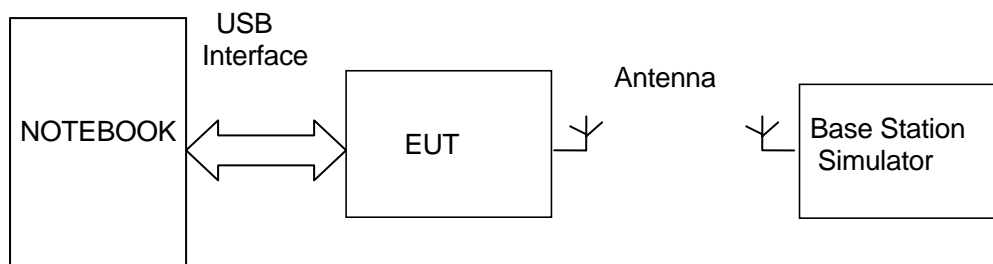 USB
Interface
NOTEBOOK
EUT
Antenna
Base Station
Simulator